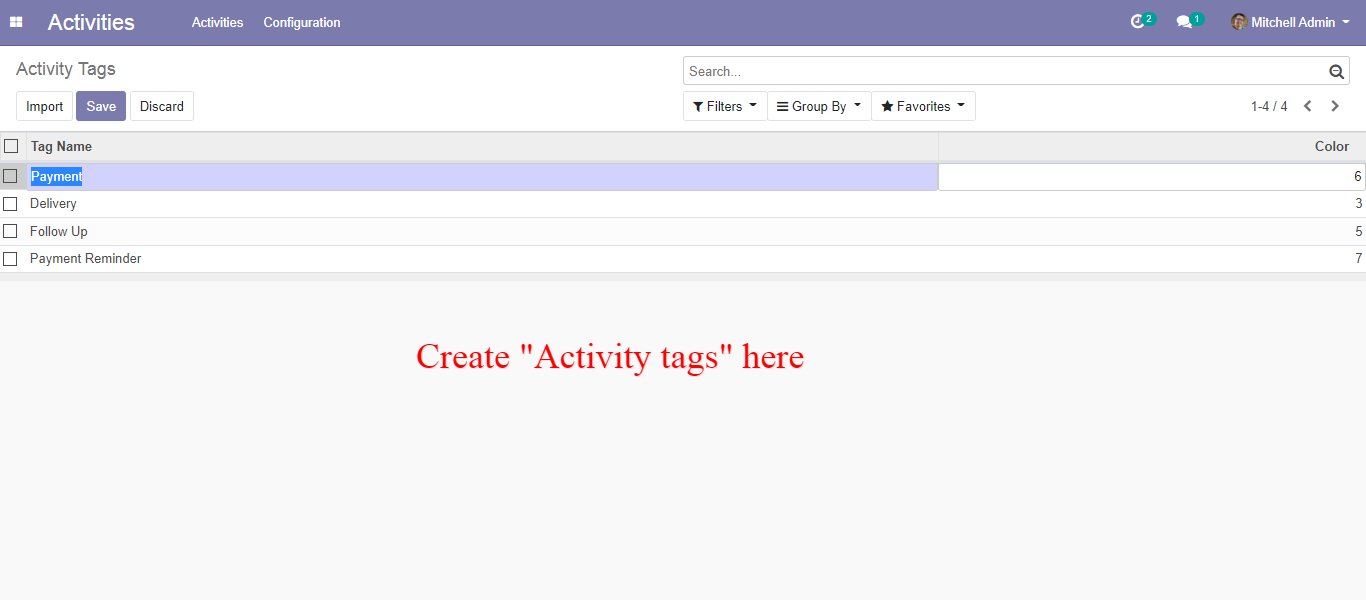 Activities Activities Configuration 2 1 Mitchell Admin
Activity Tags Search...
Import Save Discard Filters Group By Favorites 1-4 / 4
Tag Name Color
Payment 6
Delivery 3
Follow Up 5
Payment Reminder 7
Create "Activity tags" here